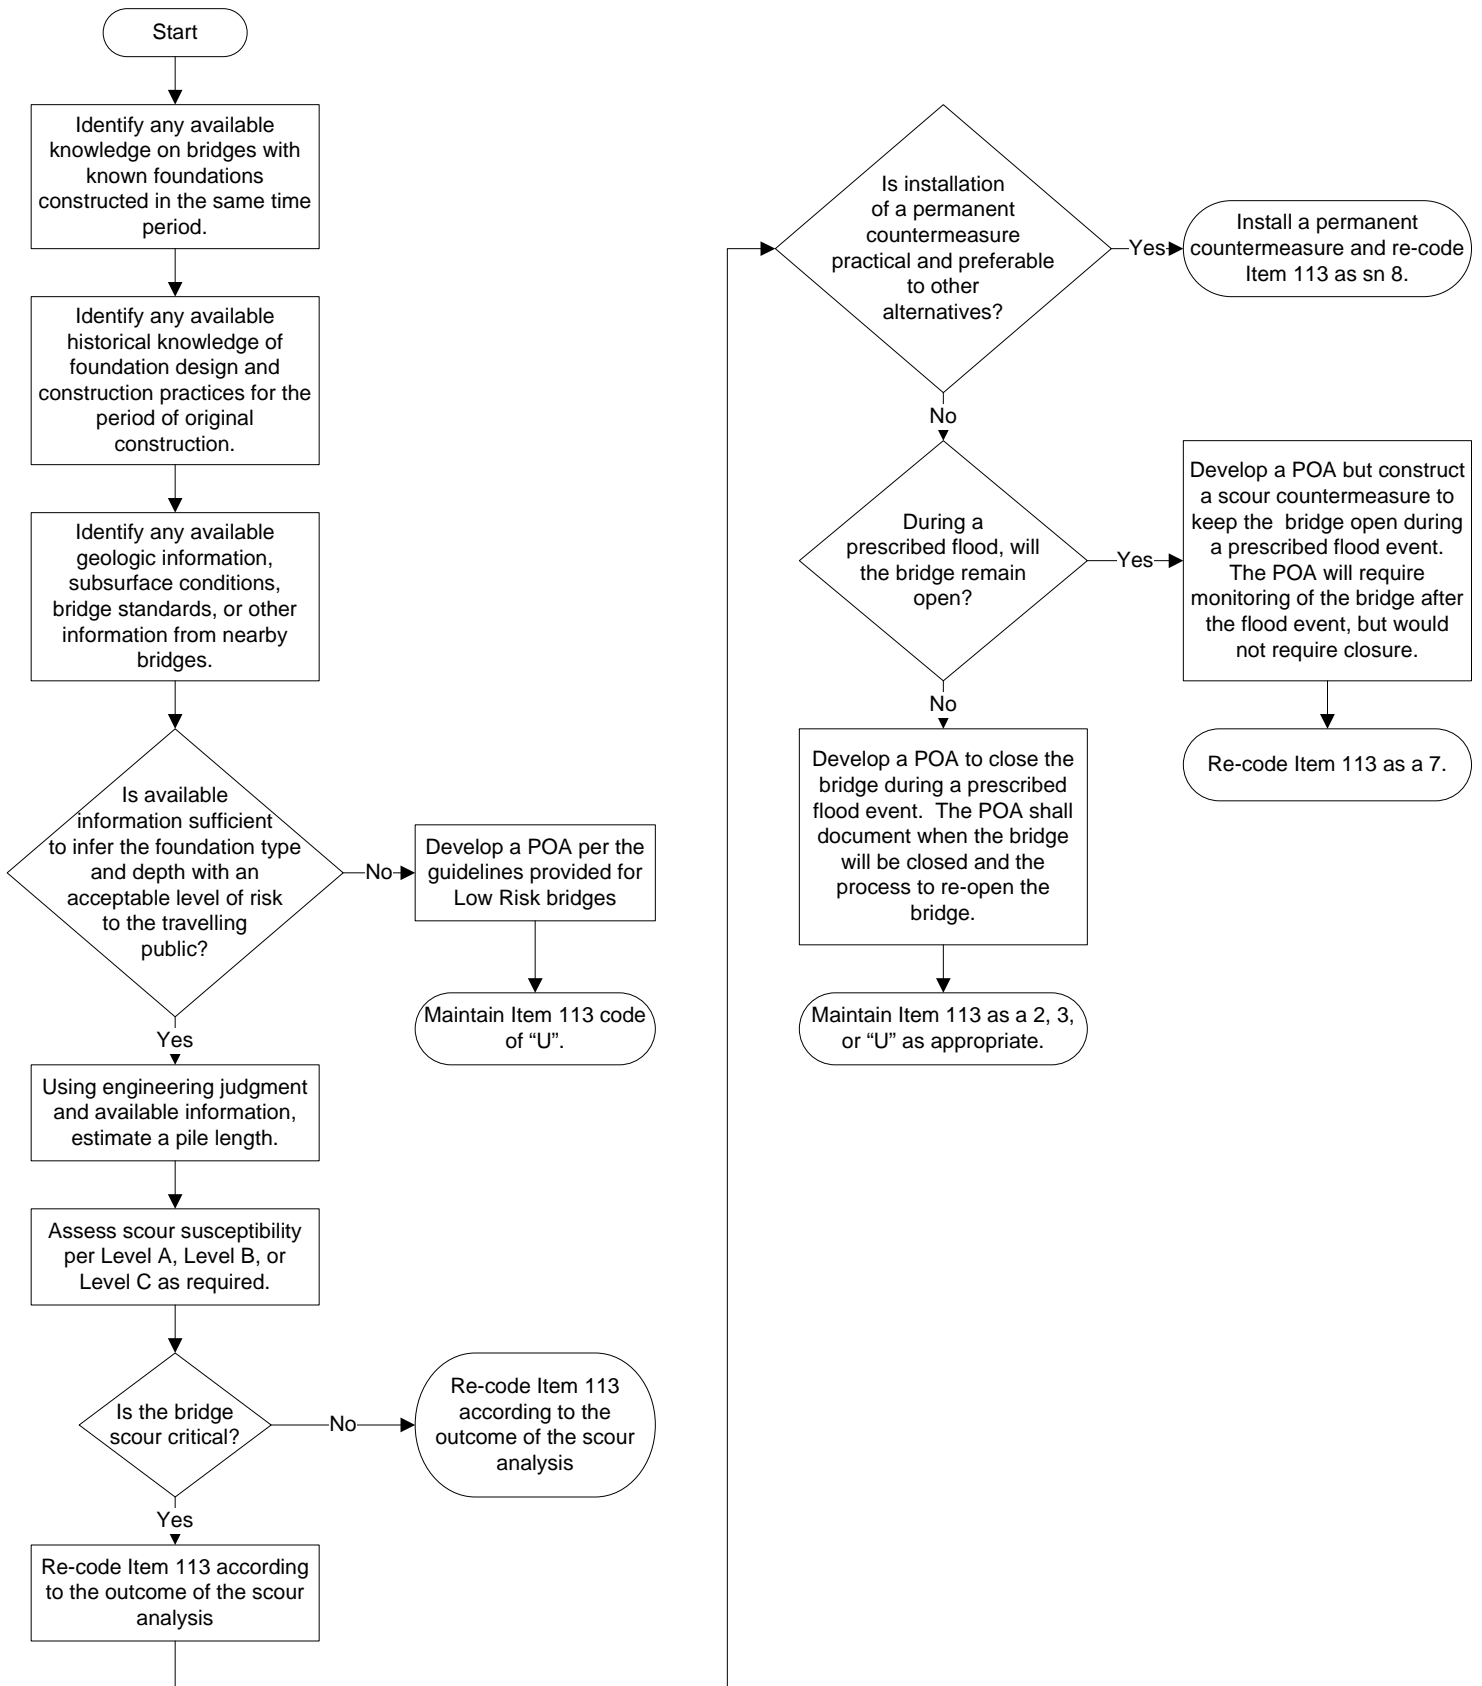 Start
Identify any available
knowledge on bridges with
known foundations
constructed in the same time
period.
Identify any available
historical knowledge of
foundation design and
construction practices for the
period of original
construction.
Identify any available
geologic information,
subsurface conditions,
bridge standards, or other
information from nearby
bridges.
Is available
information sufficient
to infer the foundation type
and depth with an
acceptable level of risk
to the travelling
public?
No
Develop a POA per the
guidelines provided for
Low Risk bridges
Maintain Item 113 code
of “U”.
Yes
Using engineering judgment
and available information,
estimate a pile length.
Assess scour susceptibility
per Level A, Level B, or
Level C as required.
Is the bridge
scour critical?
No
Re-code Item 113
according to the
outcome of the scour
analysis
Yes
Re-code Item 113 according
to the outcome of the scour
analysis
Is installation
of a permanent
countermeasure
practical and preferable
to other
alternatives?
Yes
Install a permanent
countermeasure and re-code
Item 113 as sn 8.
No
During a
prescribed flood, will
the bridge remain
open?
Yes
Develop a POA but construct
a scour countermeasure to
keep the  bridge open during
a prescribed flood event.
The POA will require
monitoring of the bridge after
the flood event, but would
not require closure.
Re-code Item 113 as a 7.
No
Develop a POA to close the
bridge during a prescribed
flood event.  The POA shall
document when the bridge
will be closed and the
process to re-open the
bridge.
Maintain Item 113 as a 2, 3,
or “U” as appropriate.